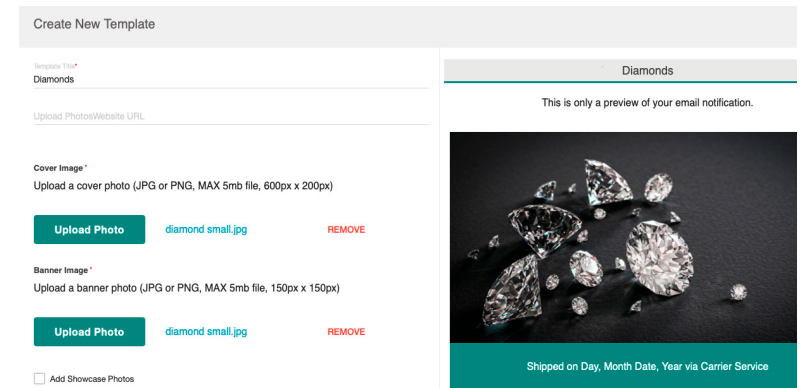 Create New Template
Template Title*
Diamonds
Upload PhotosWebsite URL
Cover Image*
Upload a cover photo (JPG or PNG, MAX 5mb file, 600px x 200px)
Upload Photo diamond small.jpg REMOVE
Banner Image*
Upload a banner photo (JPG or PNG, MAX 5mb file, 150px x 150px)
Upload Photo diamond small.jpg REMOVE
Add Showcase Photos
Diamonds
This is only a preview of your email notification.
Shipped on Day, Month Date, Year via Carrier Service